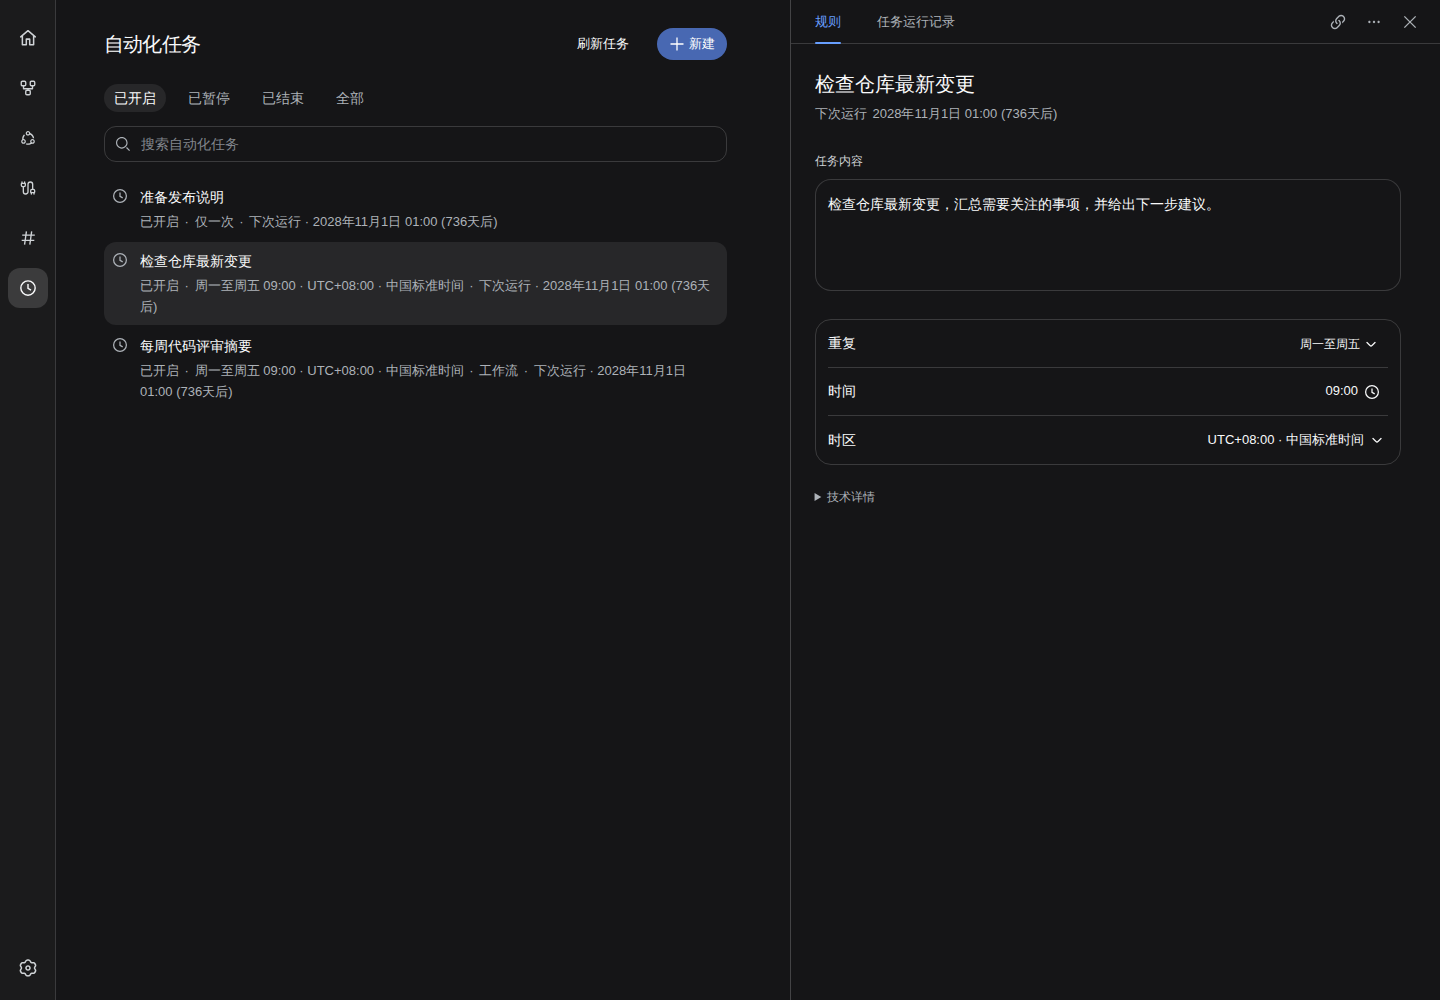 自动化任务
刷新任务
新建
已开启
已暂停
已结束
全部
搜索自动化任务
准备发布说明
已开启 · 仅一次 · 下次运行 · 2028年11月1日 01:00 (736天后)
检查仓库最新变更
已开启 · 周一至周五 09:00 · UTC+08:00 · 中国标准时间 · 下次运行 · 2028年11月1日 01:00 (736天
后)
每周代码评审摘要
已开启 · 周一至周五 09:00 · UTC+08:00 · 中国标准时间 · 工作流 · 下次运行 · 2028年11月1日
01:00 (736天后)
规则
任务运行记录
检查仓库最新变更
下次运行 2028年11月1日 01:00 (736天后)
任务内容
检查仓库最新变更，汇总需要关注的事项，并给出下一步建议。
重复
周一至周五
时间
09:00
时区
UTC+08:00 · 中国标准时间
技术详情